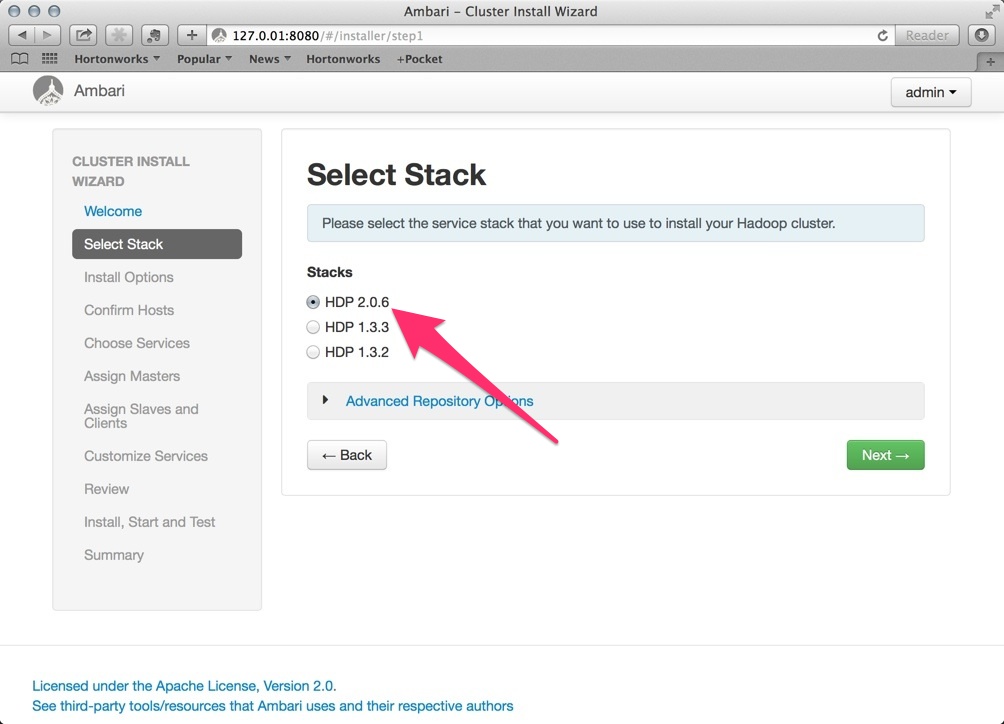 Ambari – Cluster Install Wizard
127.0.01:8080/#/installer/step1
Reader
Hortonworks
Popular
News
Hortonworks
+Pocket
Ambari
admin
CLUSTER INSTALL
WIZARD
Welcome
Select Stack
Install Options
Confirm Hosts
Choose Services
Assign Masters
Assign Slaves and
Clients
Customize Services
Review
Install, Start and Test
Summary
Select Stack
Please select the service stack that you want to use to install your Hadoop cluster.
Stacks
HDP 2.0.6
HDP 1.3.3
HDP 1.3.2
Advanced Repository Options
← Back
Next →
Licensed under the Apache License, Version 2.0.
See third-party tools/resources that Ambari uses and their respective authors